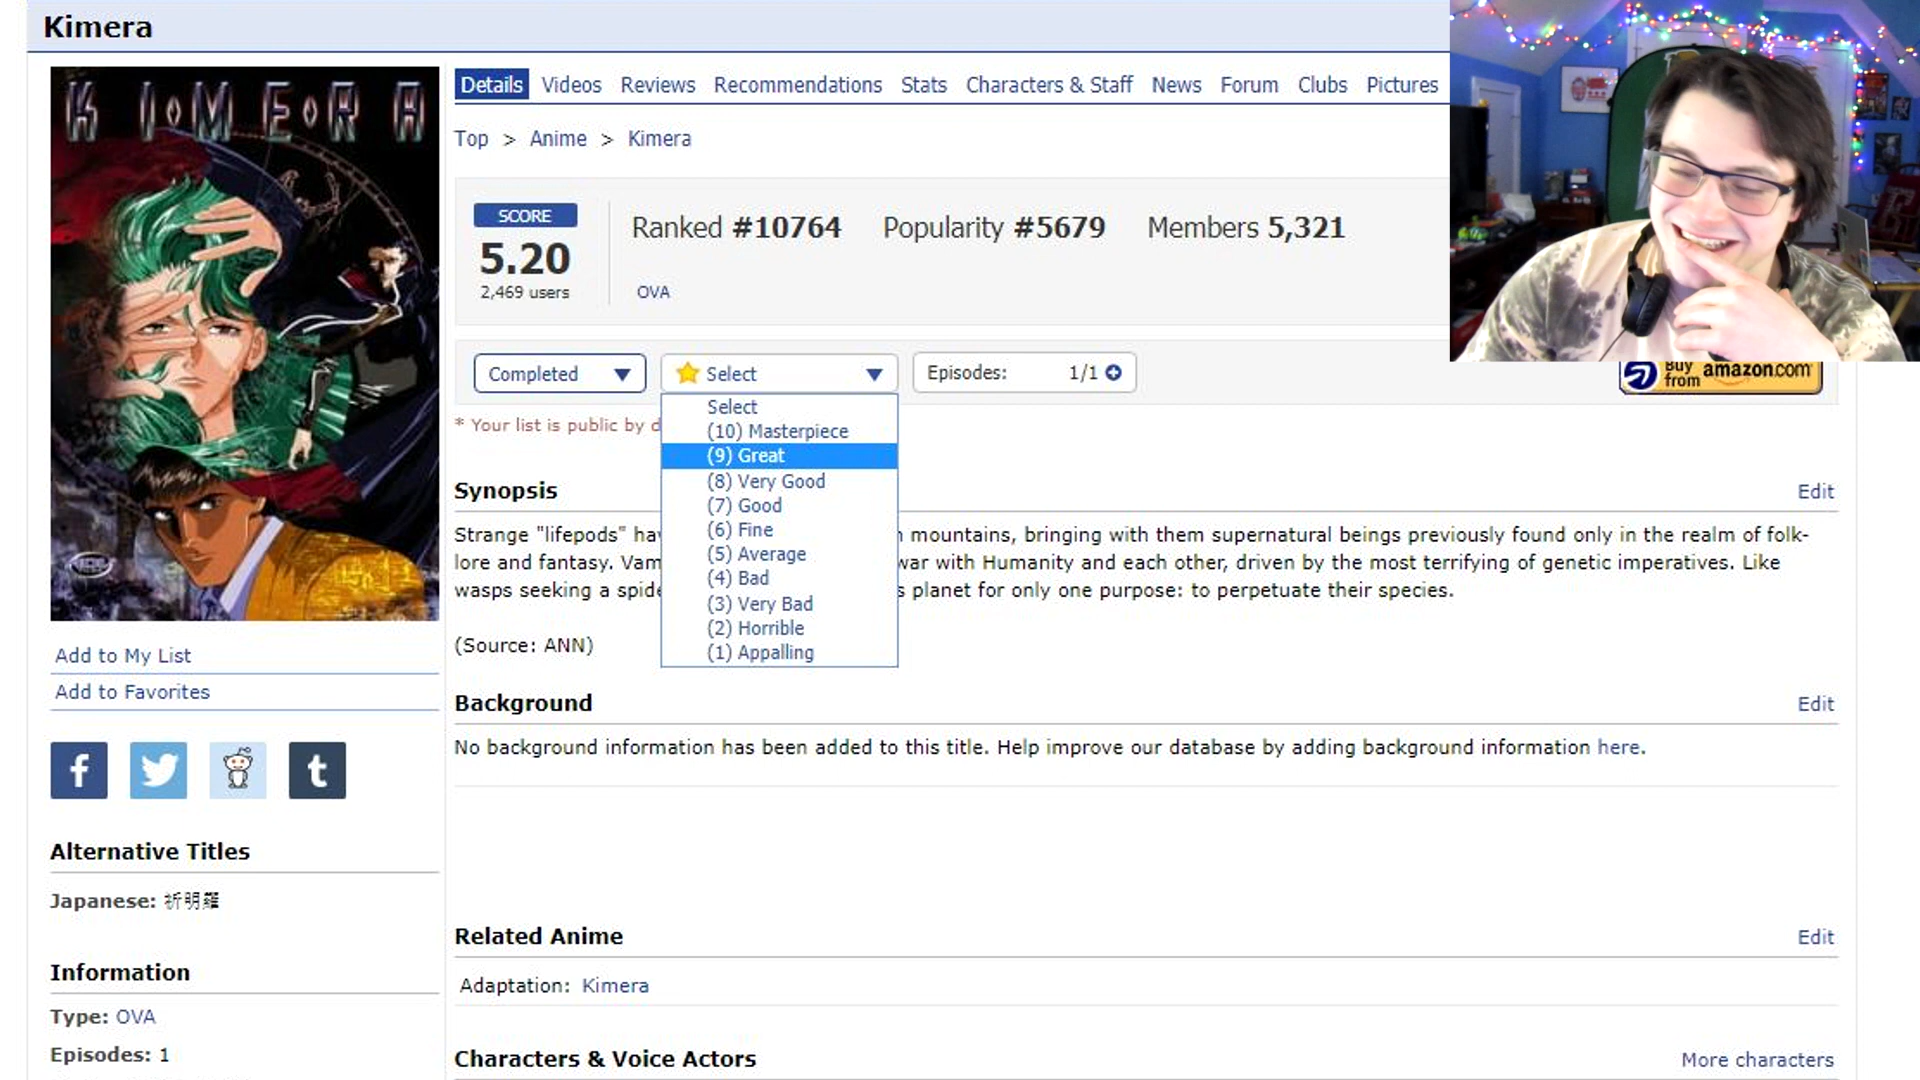 Kimera
KIMERA
Details Videos Reviews Recommendations Stats Characters & Staff News Forum Clubs Pictures
Top > Anime > Kimera
SCORE
5.20
2,469 users
Ranked #10764 Popularity #5679 Members 5,321
OVA
Completed
Select
Episodes: 1/1
Buy from amazon.com
* Your list is public by d
Select
(10) Masterpiece
(9) Great
(8) Very Good
(7) Good
(6) Fine
(5) Average
(4) Bad
(3) Very Bad
(2) Horrible
(1) Appalling
Synopsis Edit
Strange "lifepods" hav mountains, bringing with them supernatural beings previously found only in the realm of folk-
lore and fantasy. Vam war with Humanity and each other, driven by the most terrifying of genetic imperatives. Like
wasps seeking a spide s planet for only one purpose: to perpetuate their species.
(Source: ANN)
Background Edit
No background information has been added to this title. Help improve our database by adding background information here.
Related Anime Edit
Adaptation: Kimera
Characters & Voice Actors More characters
Add to My List
Add to Favorites
f
t
Alternative Titles
Japanese: 祈明羅
Information
Type: OVA
Episodes: 1